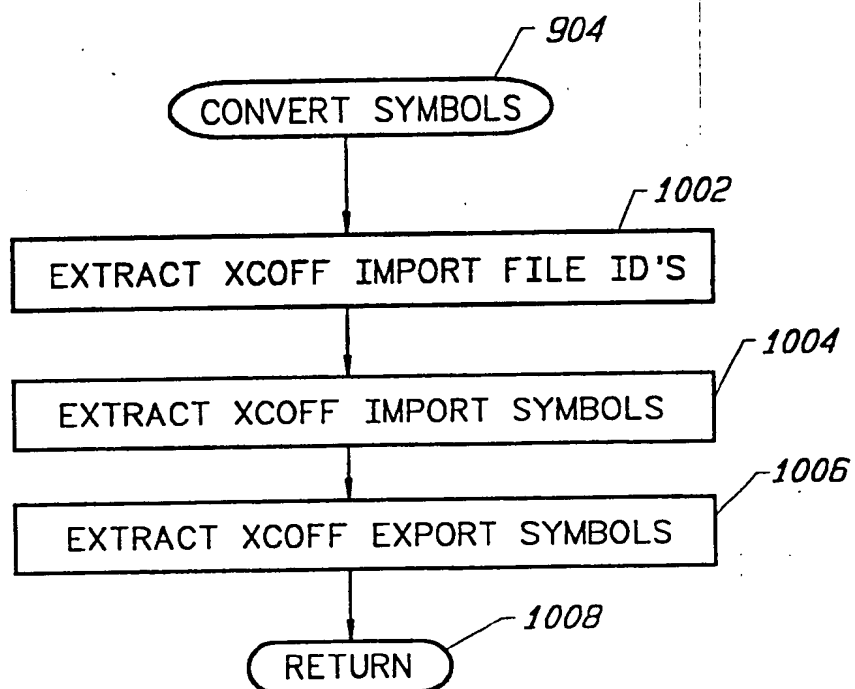 904
CONVERT SYMBOLS
1002
EXTRACT XCOFF IMPORT FILE ID'S
1004
EXTRACT XCOFF IMPORT SYMBOLS
1006
EXTRACT XCOFF EXPORT SYMBOLS
1008
RETURN